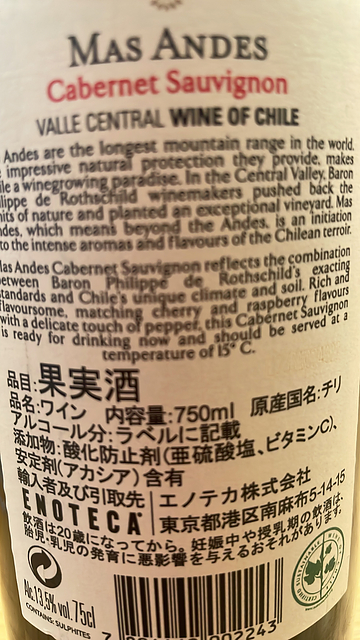 MAS ANDES
Cabernet Sauvignon
VALLE CENTRAL WINE OF CHILE
Andes are the longest mountain range in the world.
impressive natural protection they provide, makes
a winegrowing paradise. In the Central Valley, Baron
de Rothschild winemakers pushed back the
of nature and planted an exceptional vineyard. Mas
which means beyond the Andes, is an initiation
to the intense aromas and flavours of the Chilean terroir.
Mas Andes Cabernet Sauvignon reflects the combination
between Baron Philippe de Rothschild's exacting
standards and Chile's unique climate and soil. Rich and
flavoursome, matching cherry and raspberry flavours
with a delicate touch of pepper, this Cabernet Sauvignon
is ready for drinking now and should be served at a
temperature of 15° C.
品目:果実酒
品名:ワイン 内容量:750ml 原産国名:チリ
アルコール分:ラベルに記載
添加物:酸化防止剤(亜硫酸塩、ビタミンC)、
安定剤(アカシア)含有
輸入者及び引取先 エノテカ株式会社
ENOTECA 東京都港区南麻布5-14-15
飲酒は20歳になってから。妊娠中や授乳期の飲酒は、
胎児・乳児の発育に悪影響を与えるおそれがあります。
Alc.13,5% vol. 75cl
CONTAINS: SULPHITES